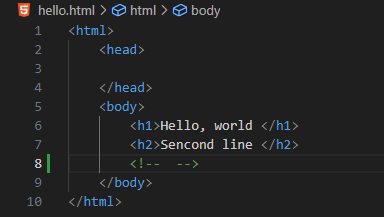 hello.html > html > body
1 <html>
2 <head>
3
4 </head>
5 <body>
6 <h1>Hello, world </h1>
7 <h2>Sencond line </h2>
8 <!-- -->
9 </body>
10 </html>